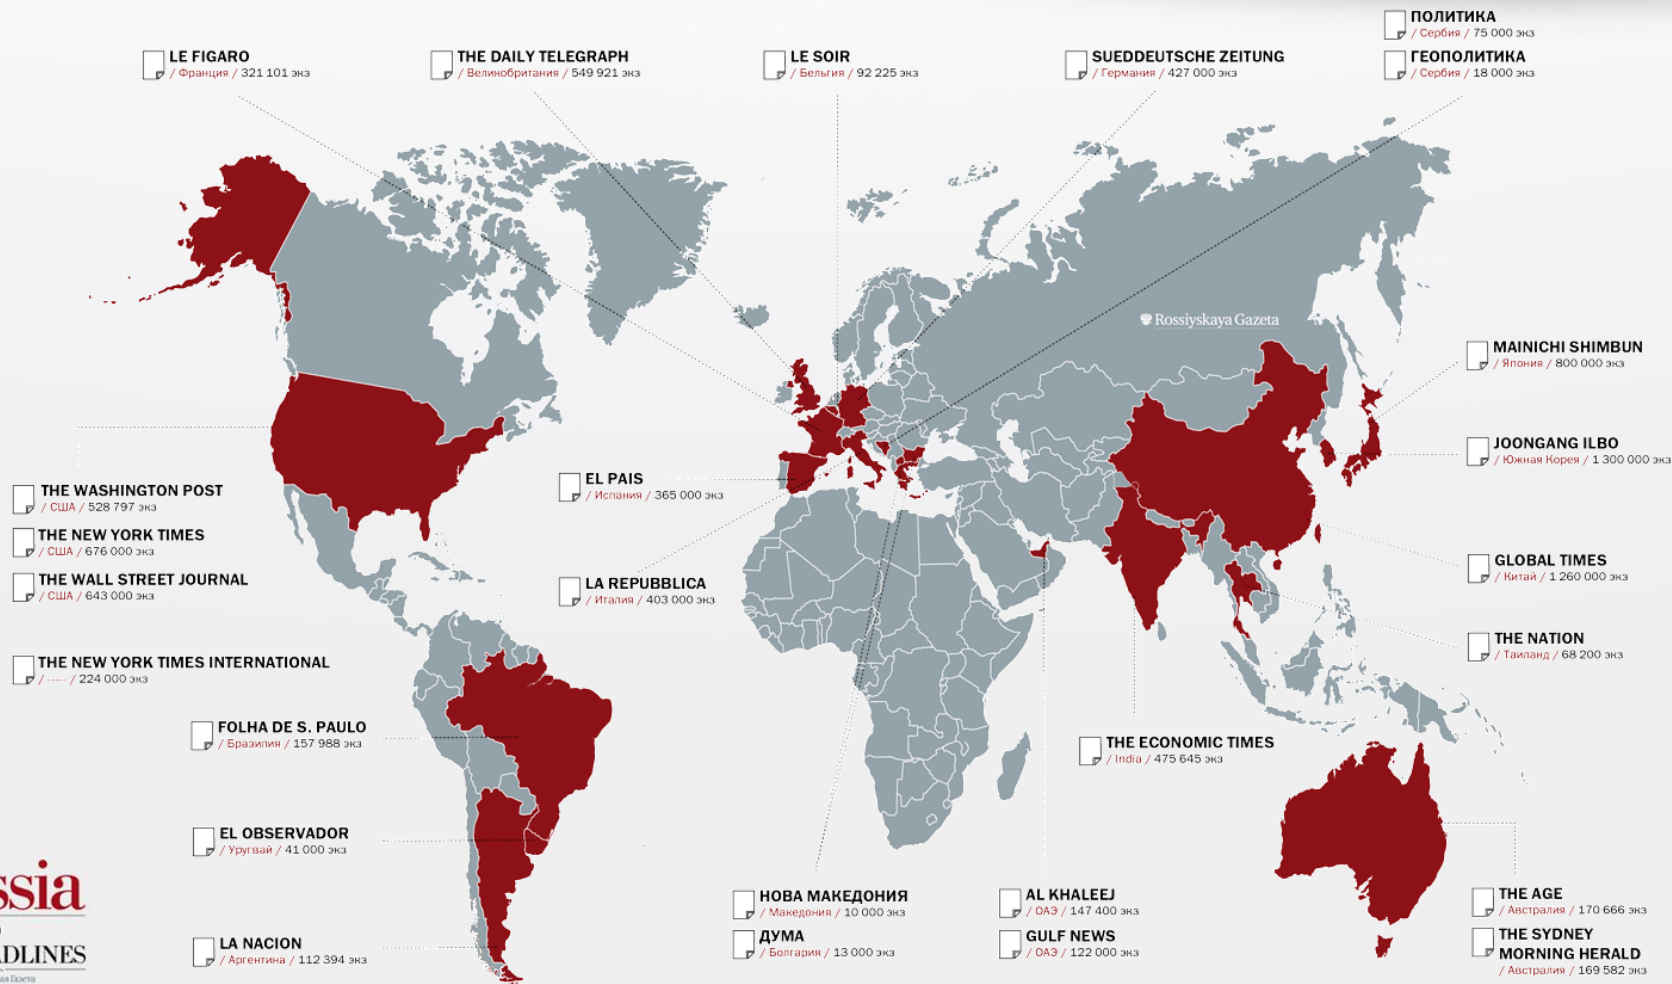 ПОЛИТИКА
/ Сербия / 75 000 экз
LE FIGARO
/ Франция / 321 101 экз
THE DAILY TELEGRAPH
/ Великобритания / 549 921 экз
LE SOIR
/ Бельгия / 92 225 экз
SUEDDEUTSCHE ZEITUNG
/ Германия / 427 000 экз
ГЕОПОЛИТИКА
/ Сербия / 18 000 экз
Rossiyskaya Gazeta
MAINICHI SHIMBUN
/ Япония / 800 000 экз
JOONGANG ILBO
/ Южная Корея / 1 300 000 экз
EL PAIS
/ Испания / 365 000 экз
THE WASHINGTON POST
/ США / 528 797 экз
THE NEW YORK TIMES
/ США / 676 000 экз
THE WALL STREET JOURNAL
/ США / 643 000 экз
LA REPUBBLICA
/ Италия / 403 000 экз
GLOBAL TIMES
/ Китай / 1 260 000 экз
THE NATION
/ Таиланд / 68 200 экз
THE NEW YORK TIMES INTERNATIONAL
/ ----- / 224 000 экз
FOLHA DE S. PAULO
/ Бразилия / 157 988 экз
THE ECONOMIC TIMES
/ India / 475 645 экз
EL OBSERVADOR
/ Уругвай / 41 000 экз
LA NACION
/ Аргентина / 112 394 экз
НОВА МАКЕДОНИЯ
/ Македония / 10 000 экз
ДУМА
/ Болгария / 13 000 экз
AL KHALEEJ
/ ОАЭ / 147 400 экз
GULF NEWS
/ ОАЭ / 122 000 экз
THE AGE
/ Австралия / 170 666 экз
THE SYDNEY
MORNING HERALD
/ Австралия / 169 582 экз
ssia
ADLINES